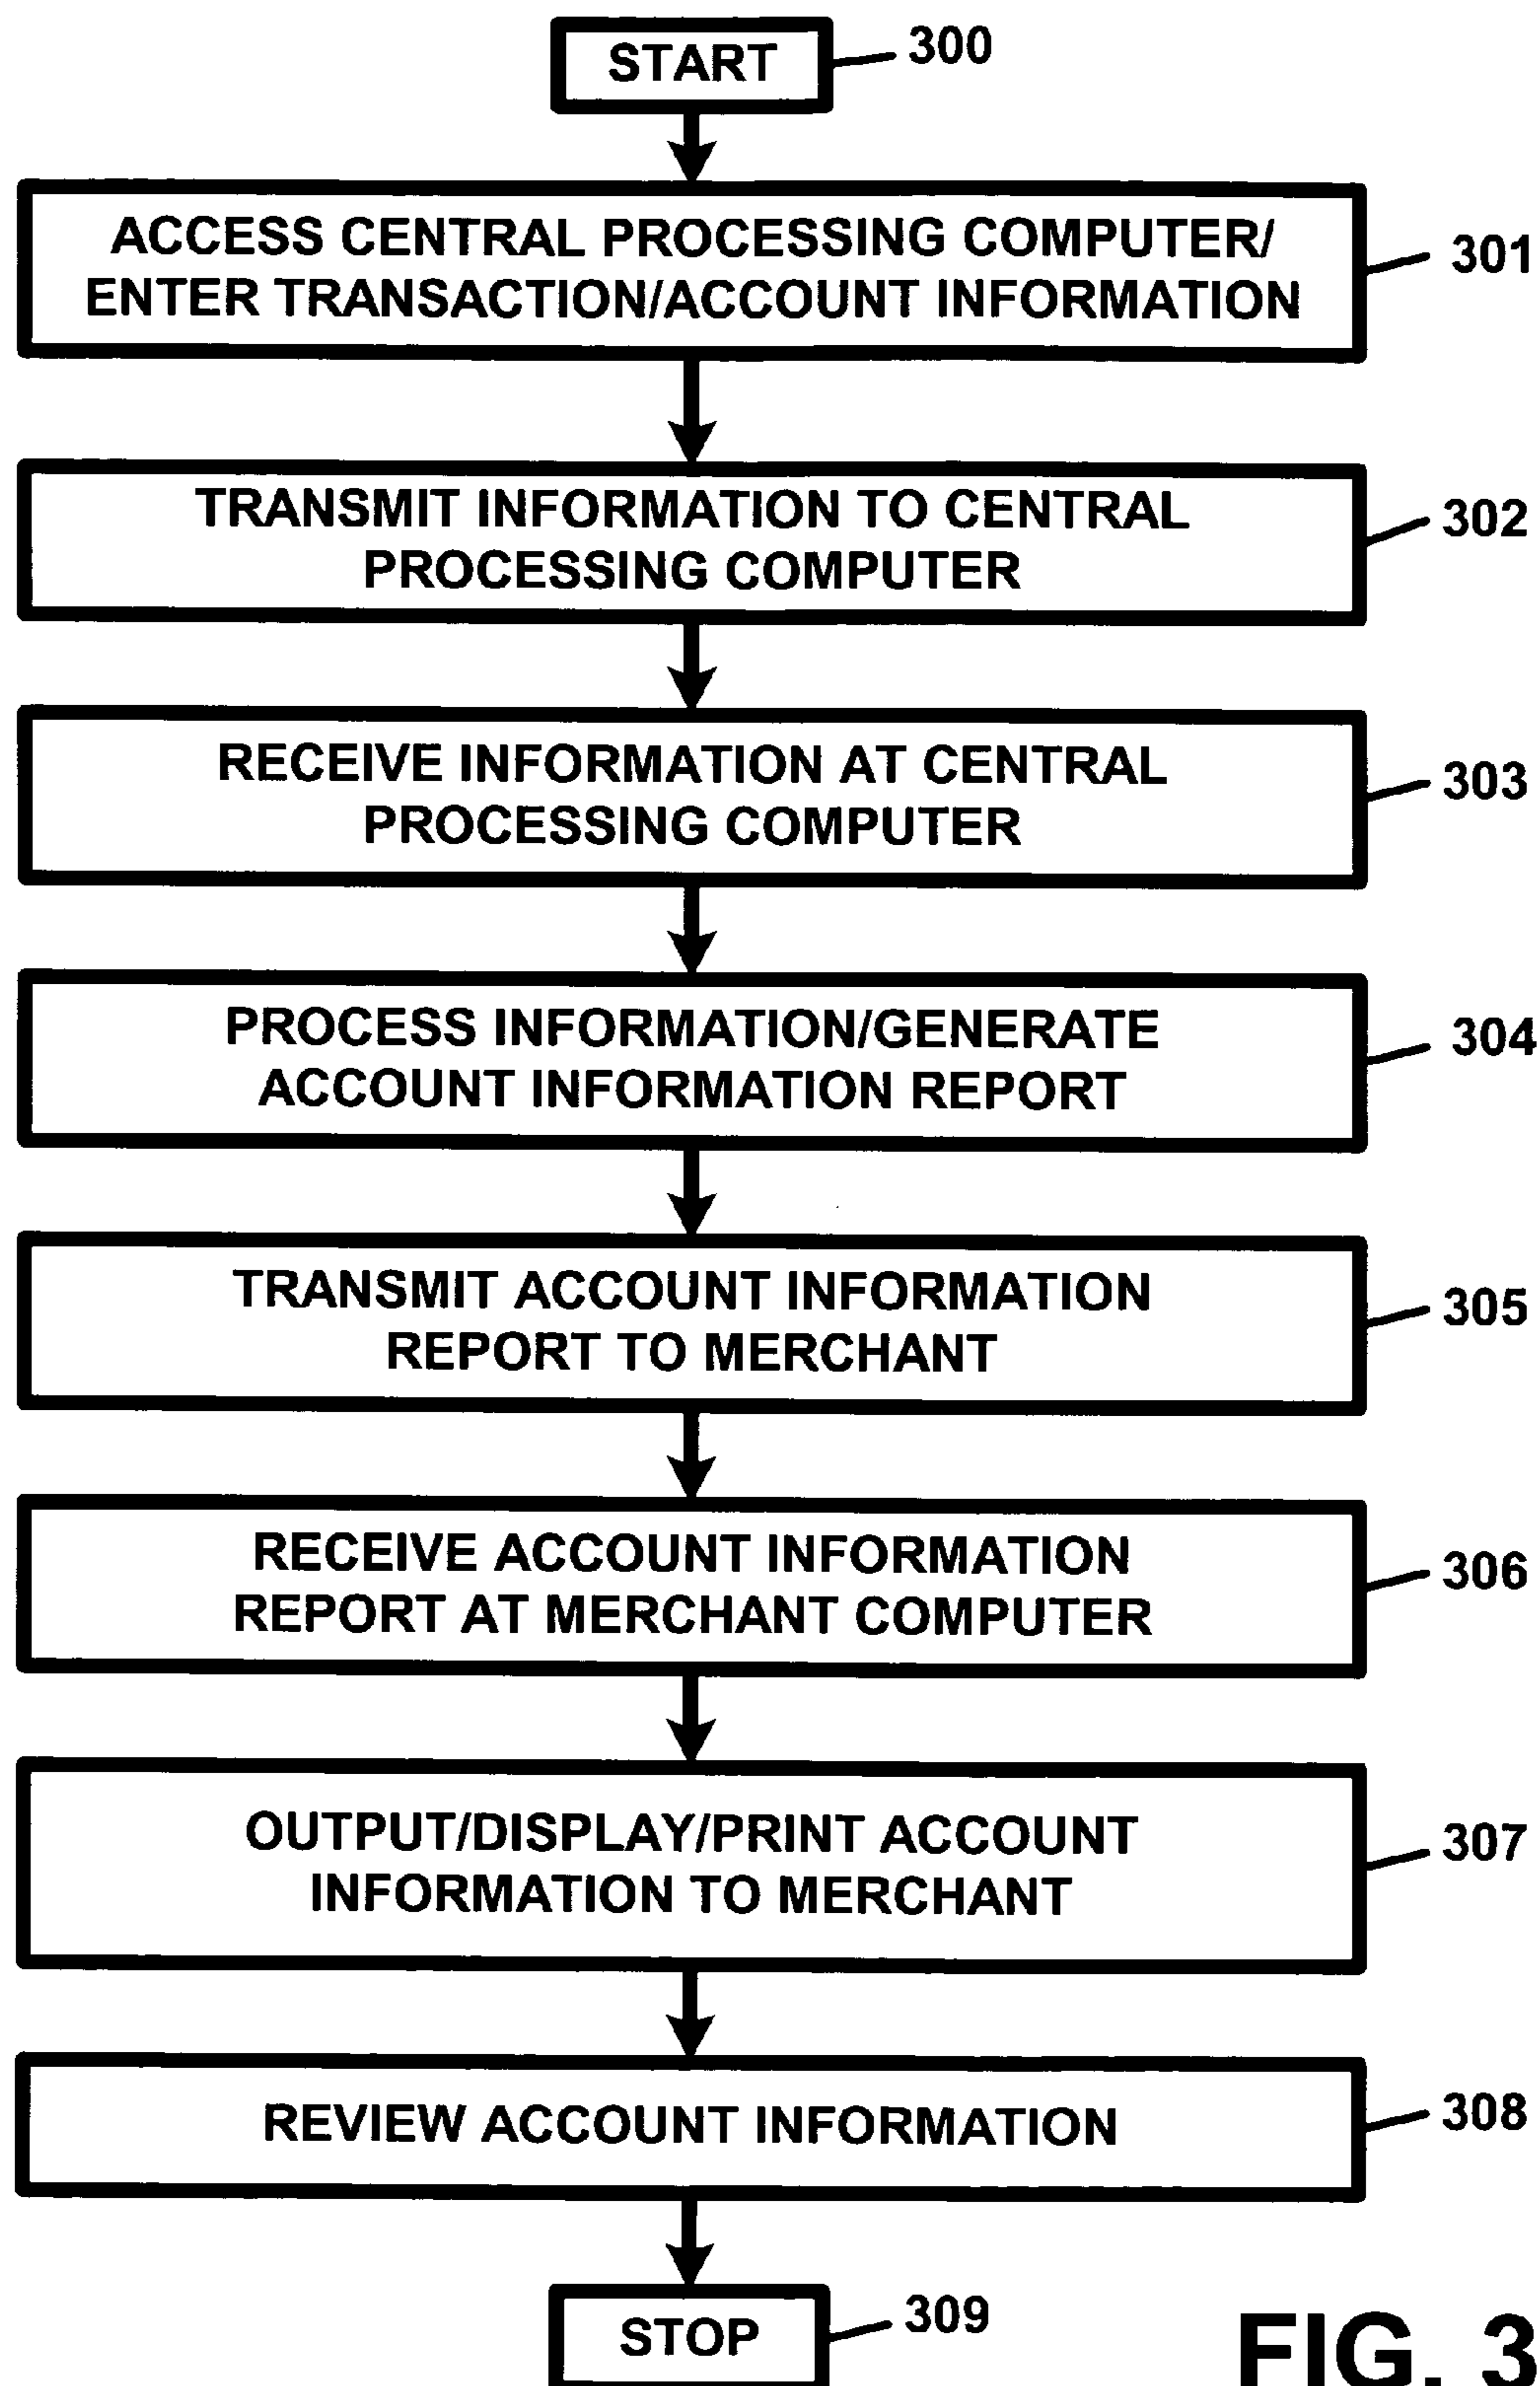 START
300
ACCESS CENTRAL PROCESSING COMPUTER/
ENTER TRANSACTION/ACCOUNT INFORMATION
301
TRANSMIT INFORMATION TO CENTRAL
PROCESSING COMPUTER
302
RECEIVE INFORMATION AT CENTRAL
PROCESSING COMPUTER
303
PROCESS INFORMATION/GENERATE
ACCOUNT INFORMATION REPORT
304
TRANSMIT ACCOUNT INFORMATION
REPORT TO MERCHANT
305
RECEIVE ACCOUNT INFORMATION
REPORT AT MERCHANT COMPUTER
306
OUTPUT/DISPLAY/PRINT ACCOUNT
INFORMATION TO MERCHANT
307
REVIEW ACCOUNT INFORMATION
308
STOP
309
FIG. 3